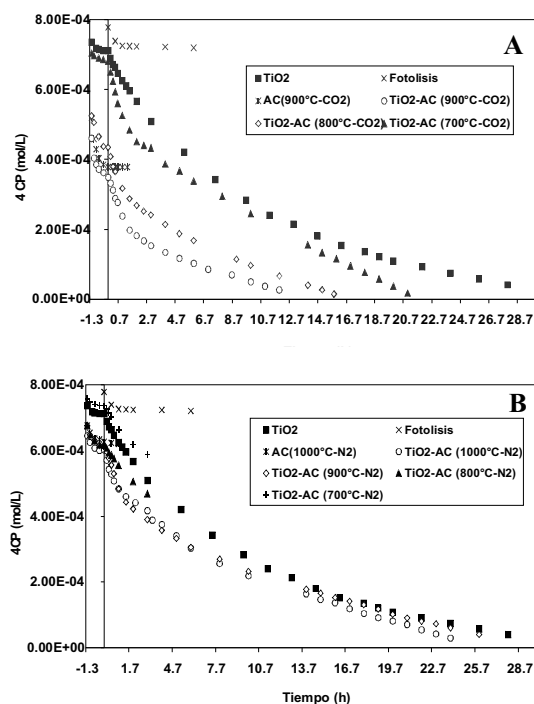 8.00E-04
6.00E-04
4.00E-04
2.00E-04
0.00E+00
4 CP (mol/L)
A
TiO2
Fotolisis
AC(900°C-CO2)
TiO2-AC (900°C-CO2)
TiO2-AC (800°C-CO2)
TiO2-AC (700°C-CO2)
-1.3 0.7 2.7 4.7 6.7 8.7 10.7 12.7 14.7 16.7 18.7 20.7 22.7 24.7 26.7 28.7
8.00E-04
6.00E-04
4.00E-04
2.00E-04
0.00E+00
4CP (mol/L)
B
TiO2
Fotolisis
AC(1000°C-N2)
TiO2-AC (1000°C-N2)
TiO2-AC (900°C-N2)
TiO2-AC (800°C-N2)
TiO2-AC (700°C-N2)
-1.3 1.7 4.7 7.7 10.7 13.7 16.7 19.7 22.7 25.7 28.7
Tiempo (h)